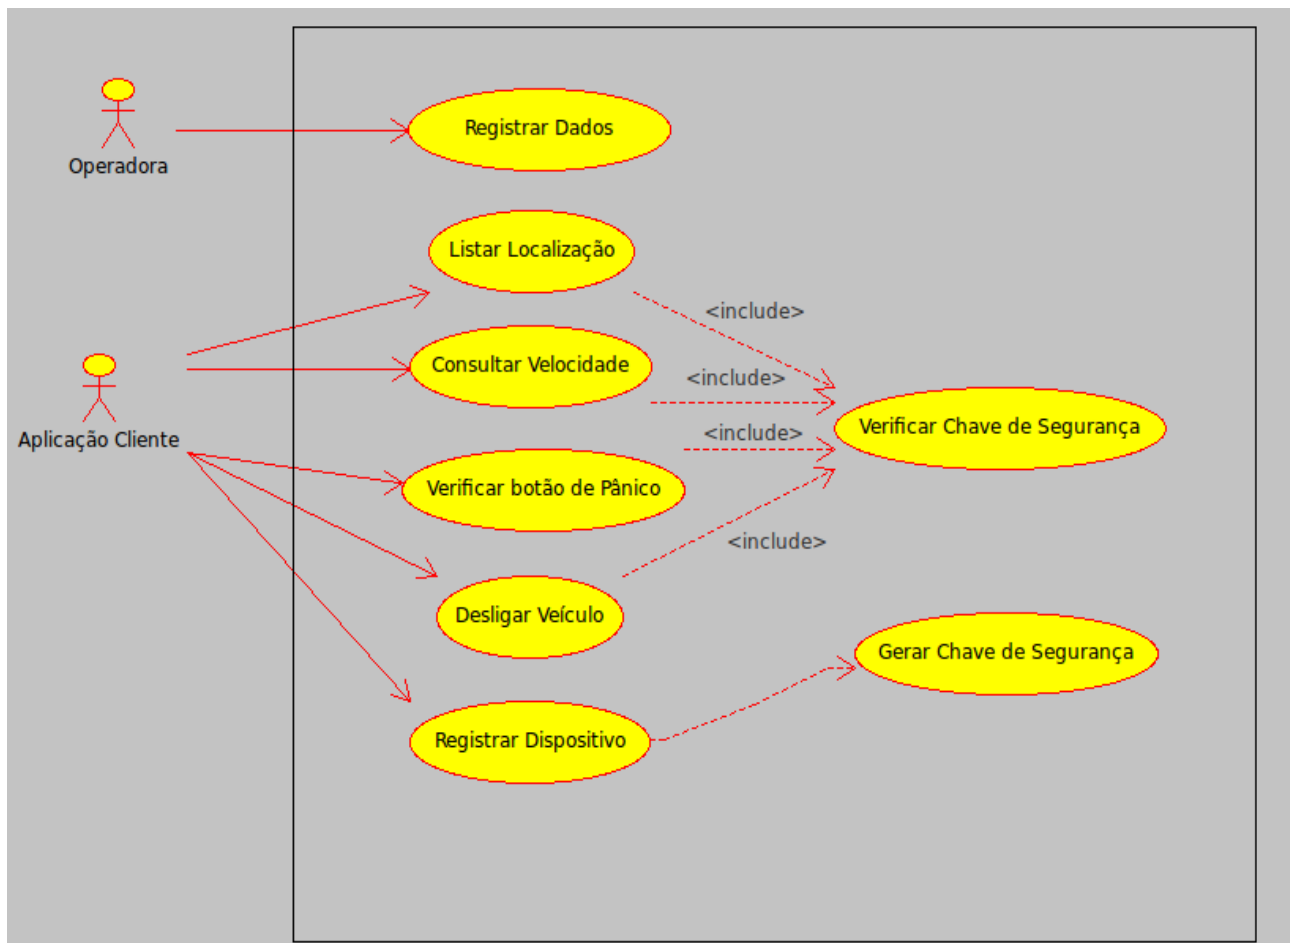 Registrar Dados
Operadora
Listar Localização
<include>
Consultar Velocidade
<include>
Aplicação Cliente
<include>
Verificar Chave de Segurança
Verificar botão de Pânico
<include>
Desligar Veículo
Gerar Chave de Segurança
Registrar Dispositivo